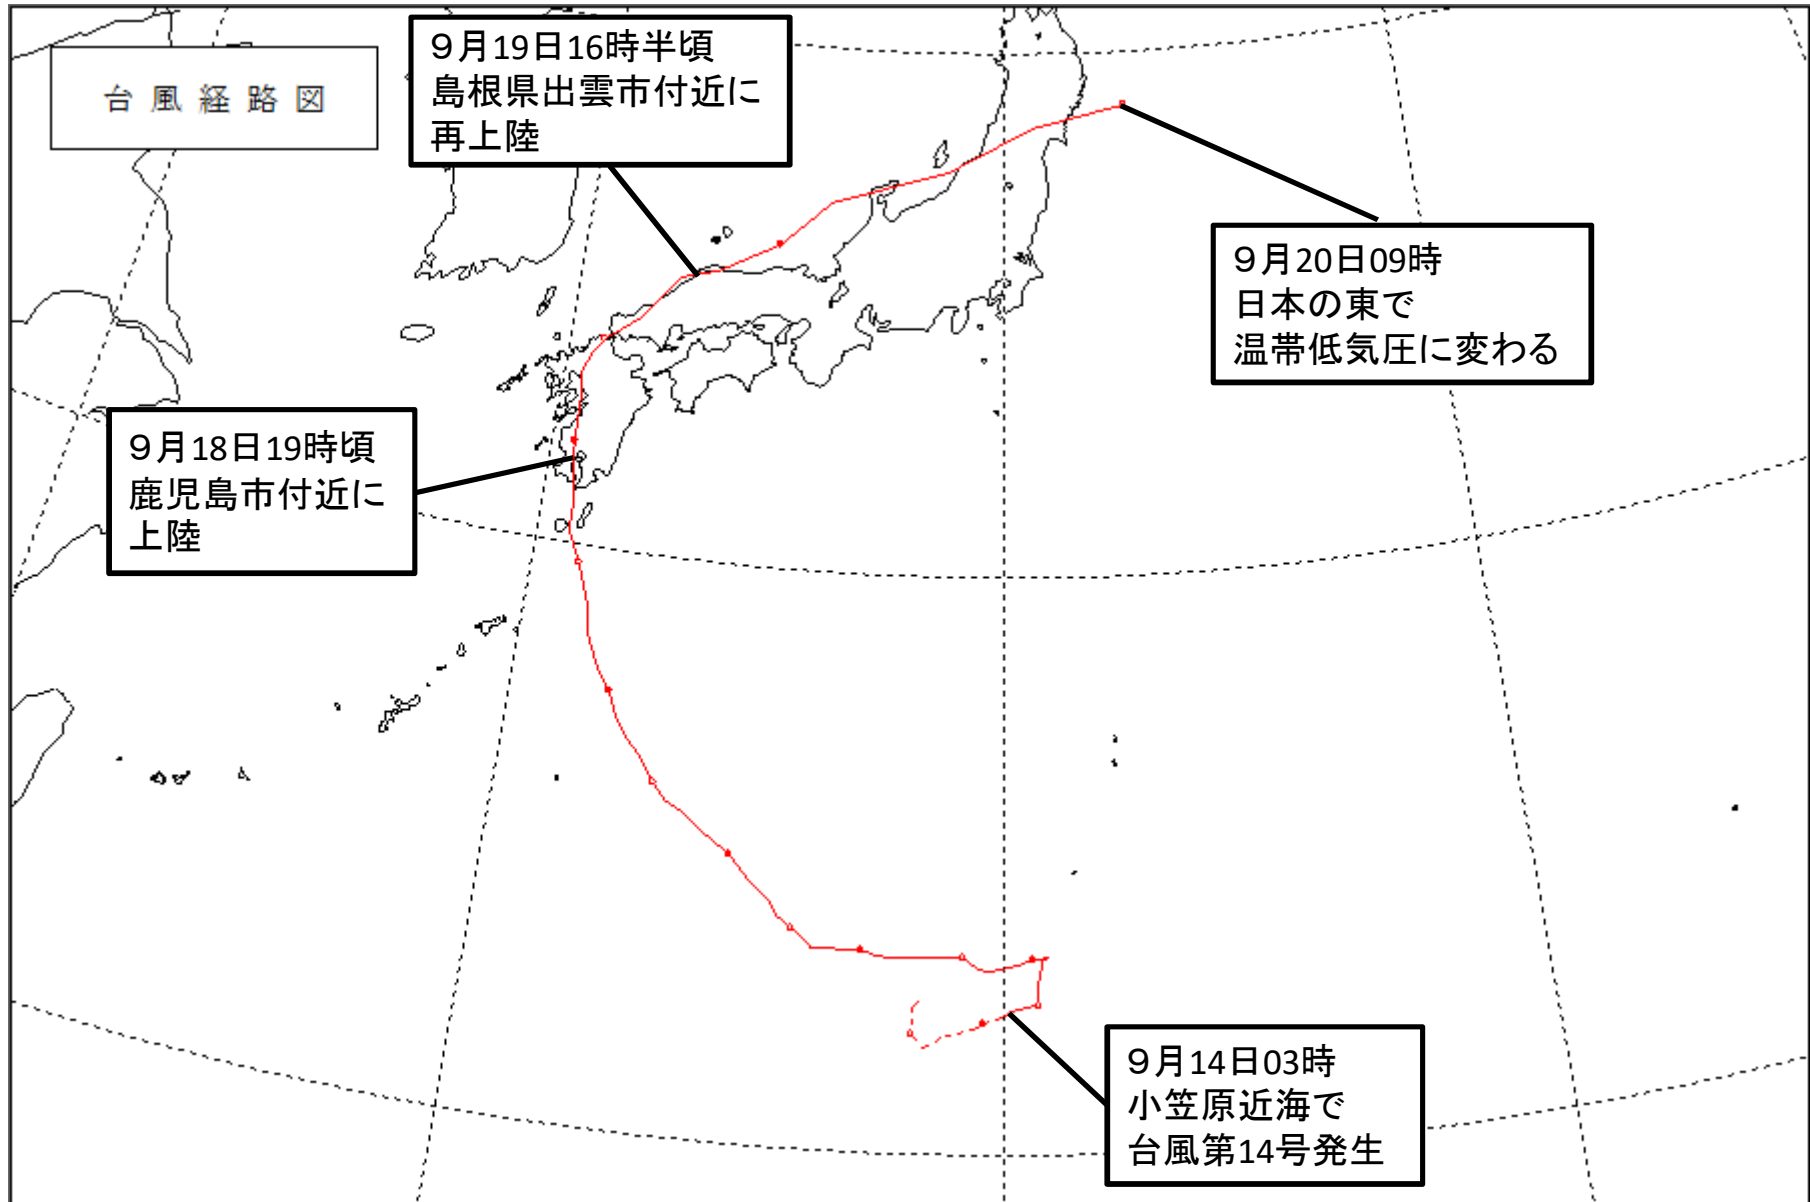 台風経路図
９月19日16時半頃
島根県出雲市付近に
再上陸
９月20日09時
日本の東で
温帯低気圧に変わる
９月18日19時頃
鹿児島市付近に
上陸
９月14日03時
小笠原近海で
台風第14号発生